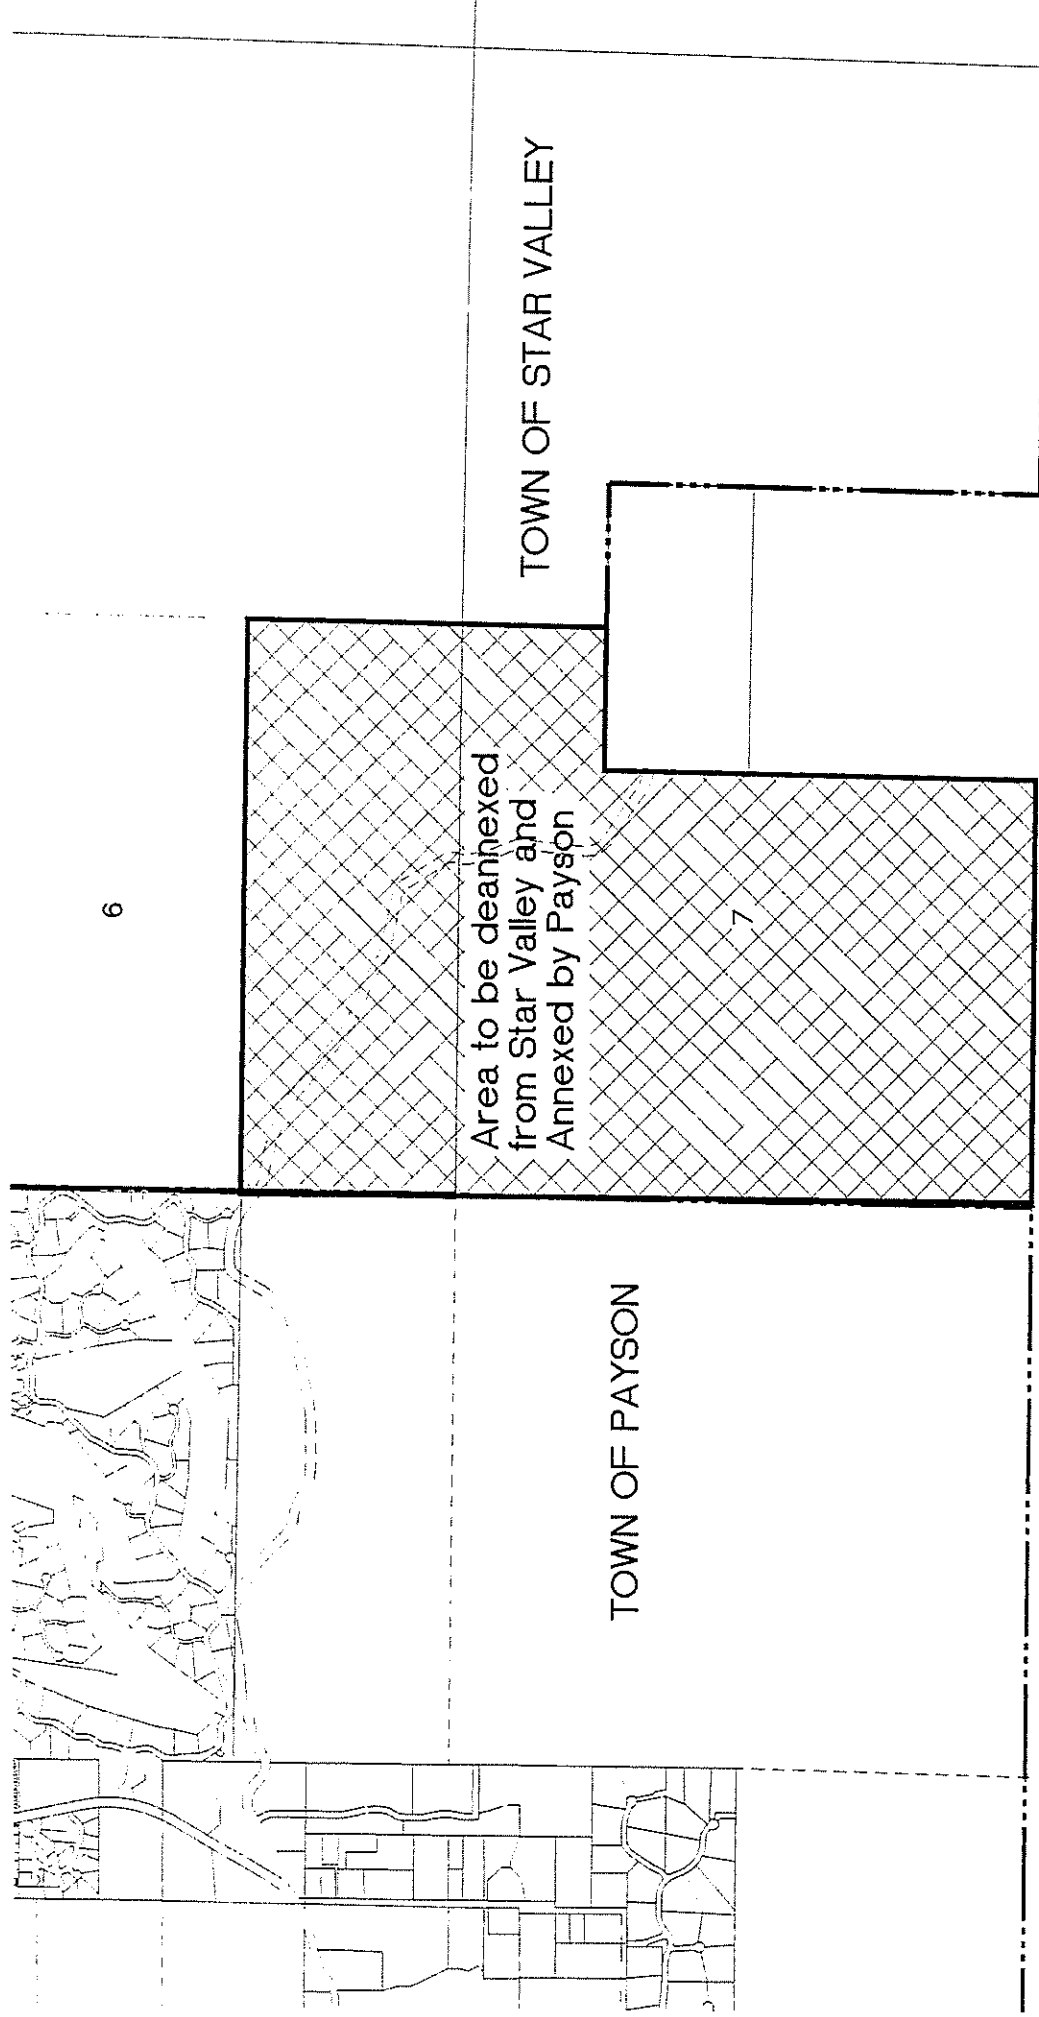 6
TOWN OF STAR VALLEY
Area to be deannexed
from Star Valley and
Annexed by Payson
7
TOWN OF PAYSON